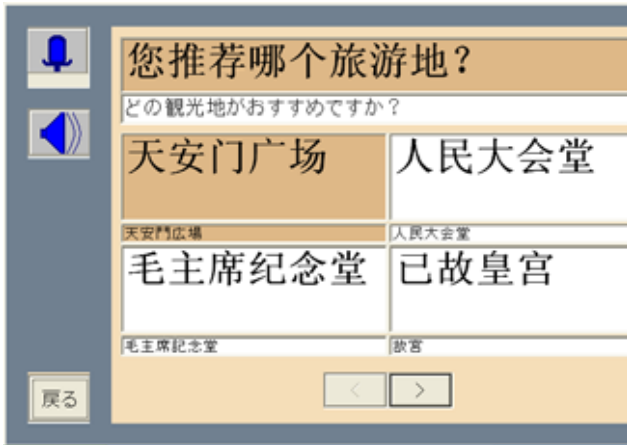 您推荐哪个旅游地？
どの観光地がおすすめですか？
天安门广场
人民大会堂
天安門広場
人民大会堂
毛主席纪念堂
已故皇宫
毛主席記念堂
故宮
戻る
<
>